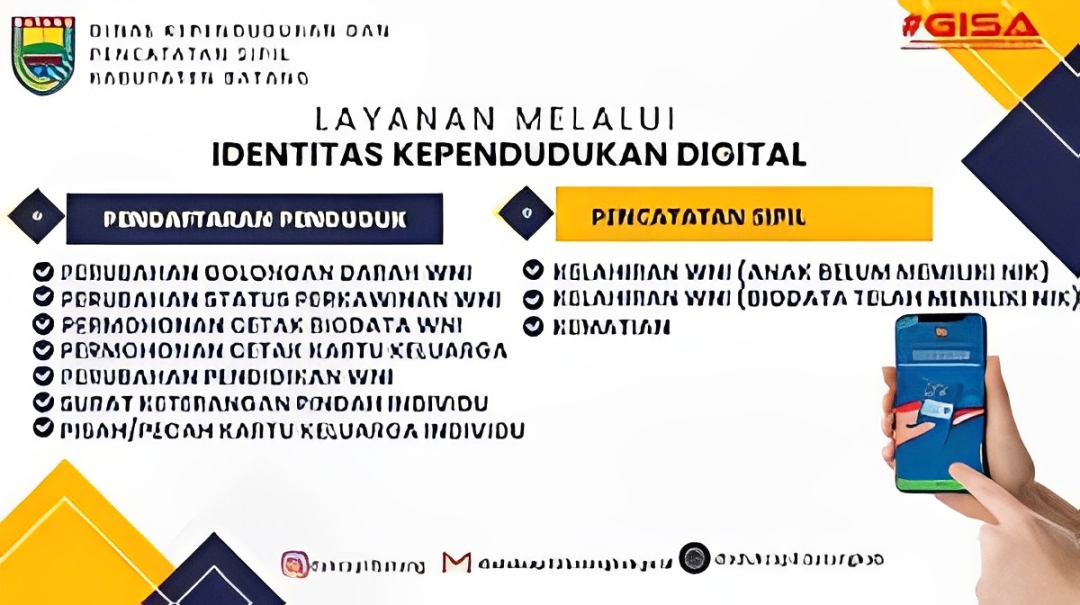 #GISA
DINAS KEPENDUDUKAN DAN
PENCATATAN SIPIL
KABUPATEN BATANG
LAYANAN MELALUI
IDENTITAS KEPENDUDUKAN DIGITAL
PENDAFTARAN PENDUDUK
PERUBAHAN GOLONGAN DARAH WNI
PERUBAHAN STATUS PERKAWINAN WNI
PERMOHONAN CETAK BIODATA WNI
PERMOHONAN CETAK KARTU KELUARGA
PERUBAHAN PENDIDIKAN WNI
SURAT KETERANGAN PINDAH INDIVIDU
PISAH/PECAH KARTU KELUARGA INDIVIDU
PENCATATAN SIPIL
KELAHIRAN WNI (ANAK BELUM MEMILIKI NIK)
KELAHIRAN WNI (BIODATA TELAH MEMILIKI NIK)
KEMATIAN